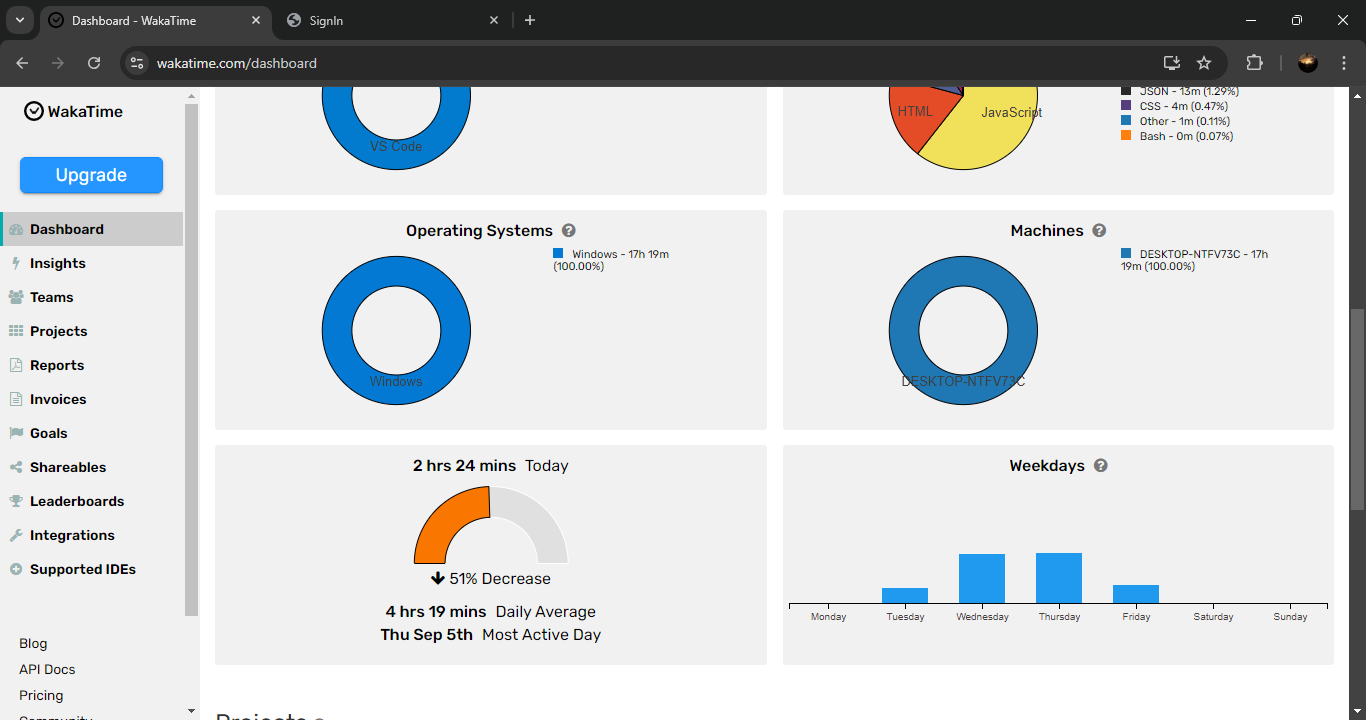 Dashboard - WakaTime
SignIn
wakatime.com/dashboard
WakaTime
Upgrade
Dashboard
Insights
Teams
Projects
Reports
Invoices
Goals
Shareables
Leaderboards
Integrations
Supported IDEs
Blog
API Docs
Pricing
Community
VS Code
HTML
JavaScript
JSON - 13m (1.29%)
CSS - 4m (0.47%)
Other - 1m (0.11%)
Bash - 0m (0.07%)
Operating Systems ?
Windows - 17h 19m
(100.00%)
Windows
Machines ?
DESKTOP-NTFV73C - 17h
19m (100.00%)
DESKTOP-NTFV73C
2 hrs 24 mins Today
51% Decrease
4 hrs 19 mins Daily Average
Thu Sep 5th Most Active Day
Weekdays ?
Monday Tuesday Wednesday Thursday Friday Saturday Sunday
Projects